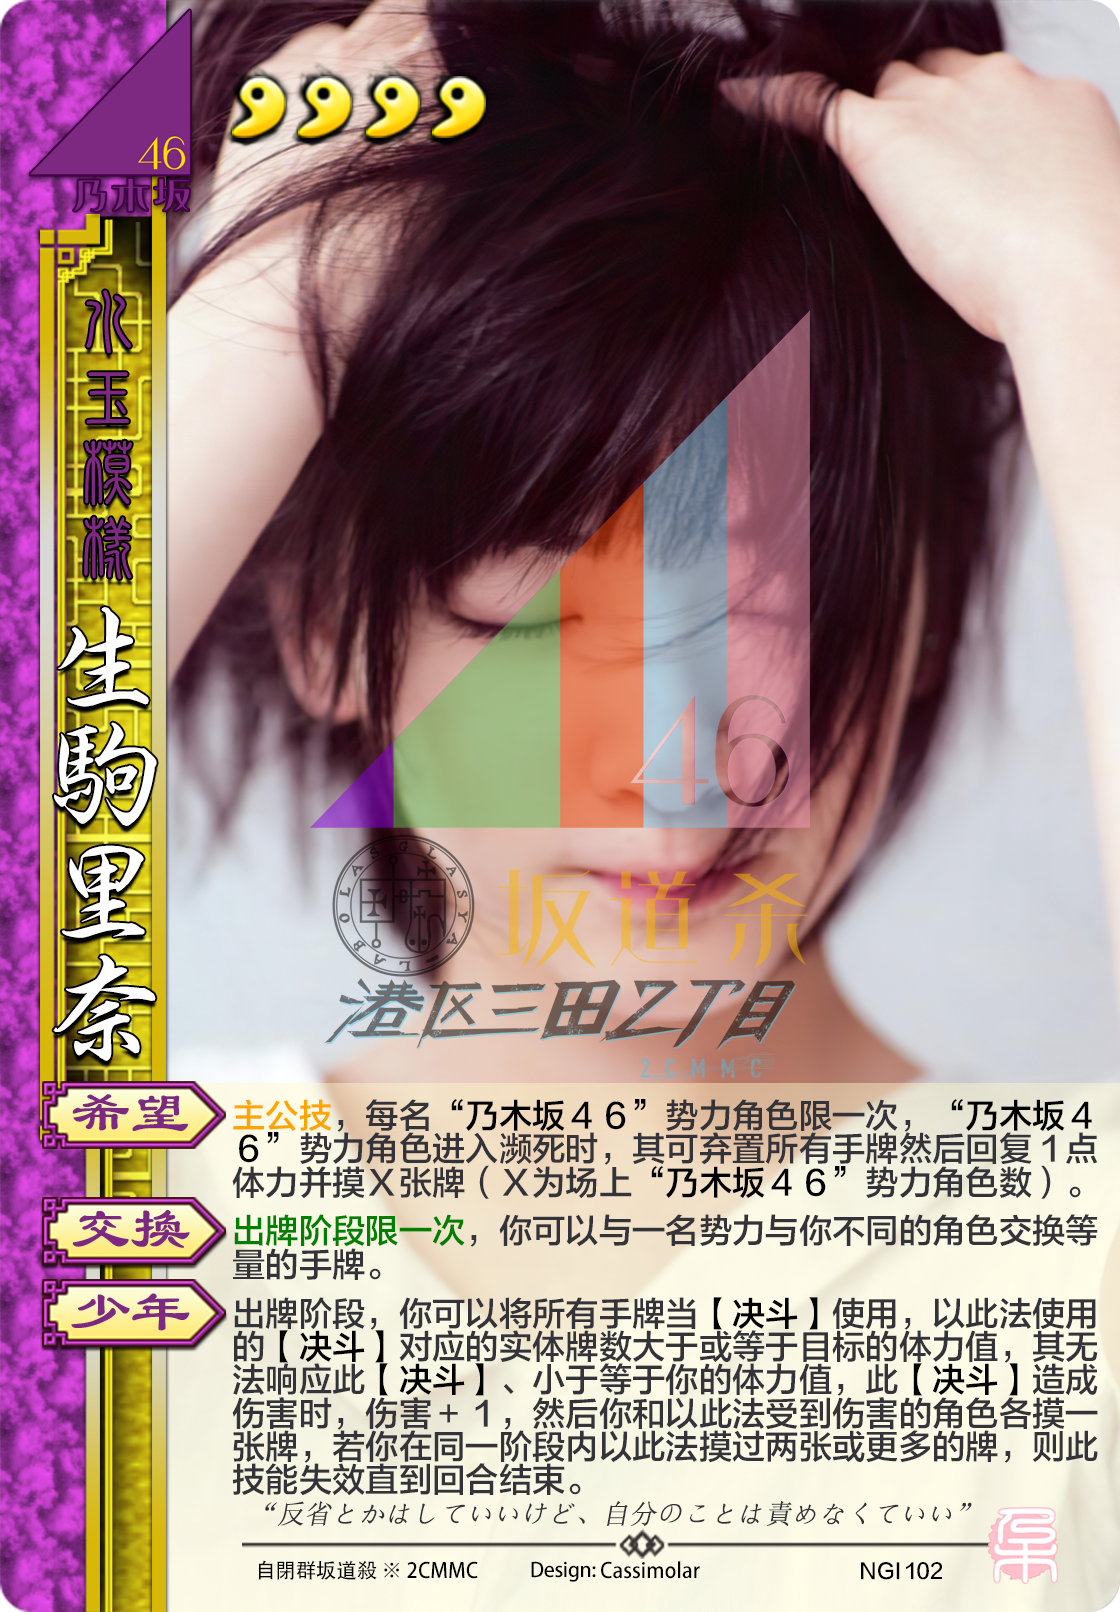 46
乃木坂
水玉模様
生駒里奈
46
GLASYA-LABOLAS
坂道杀
港区三田2丁目
2CMMC
希望
主公技，每名“乃木坂４６”势力角色限一次，“乃木坂４
６”势力角色进入濒死时，其可弃置所有手牌然后回复１点
体力并摸Ｘ张牌（Ｘ为场上“乃木坂４６”势力角色数）。
交換
出牌阶段限一次，你可以与一名势力与你不同的角色交换等
量的手牌。
少年
出牌阶段，你可以将所有手牌当【决斗】使用，以此法使用
的【决斗】对应的实体牌数大于或等于目标的体力值，其无
法响应此【决斗】、小于等于你的体力值，此【决斗】造成
伤害时，伤害＋１，然后你和以此法受到伤害的角色各摸一
张牌，若你在同一阶段内以此法摸过两张或更多的牌，则此
技能失效直到回合结束。
“反省とかはしていいけど、自分のことは責めなくていい”
自閉群坂道殺 ※ 2CMMC Design: Cassimolar NGI102